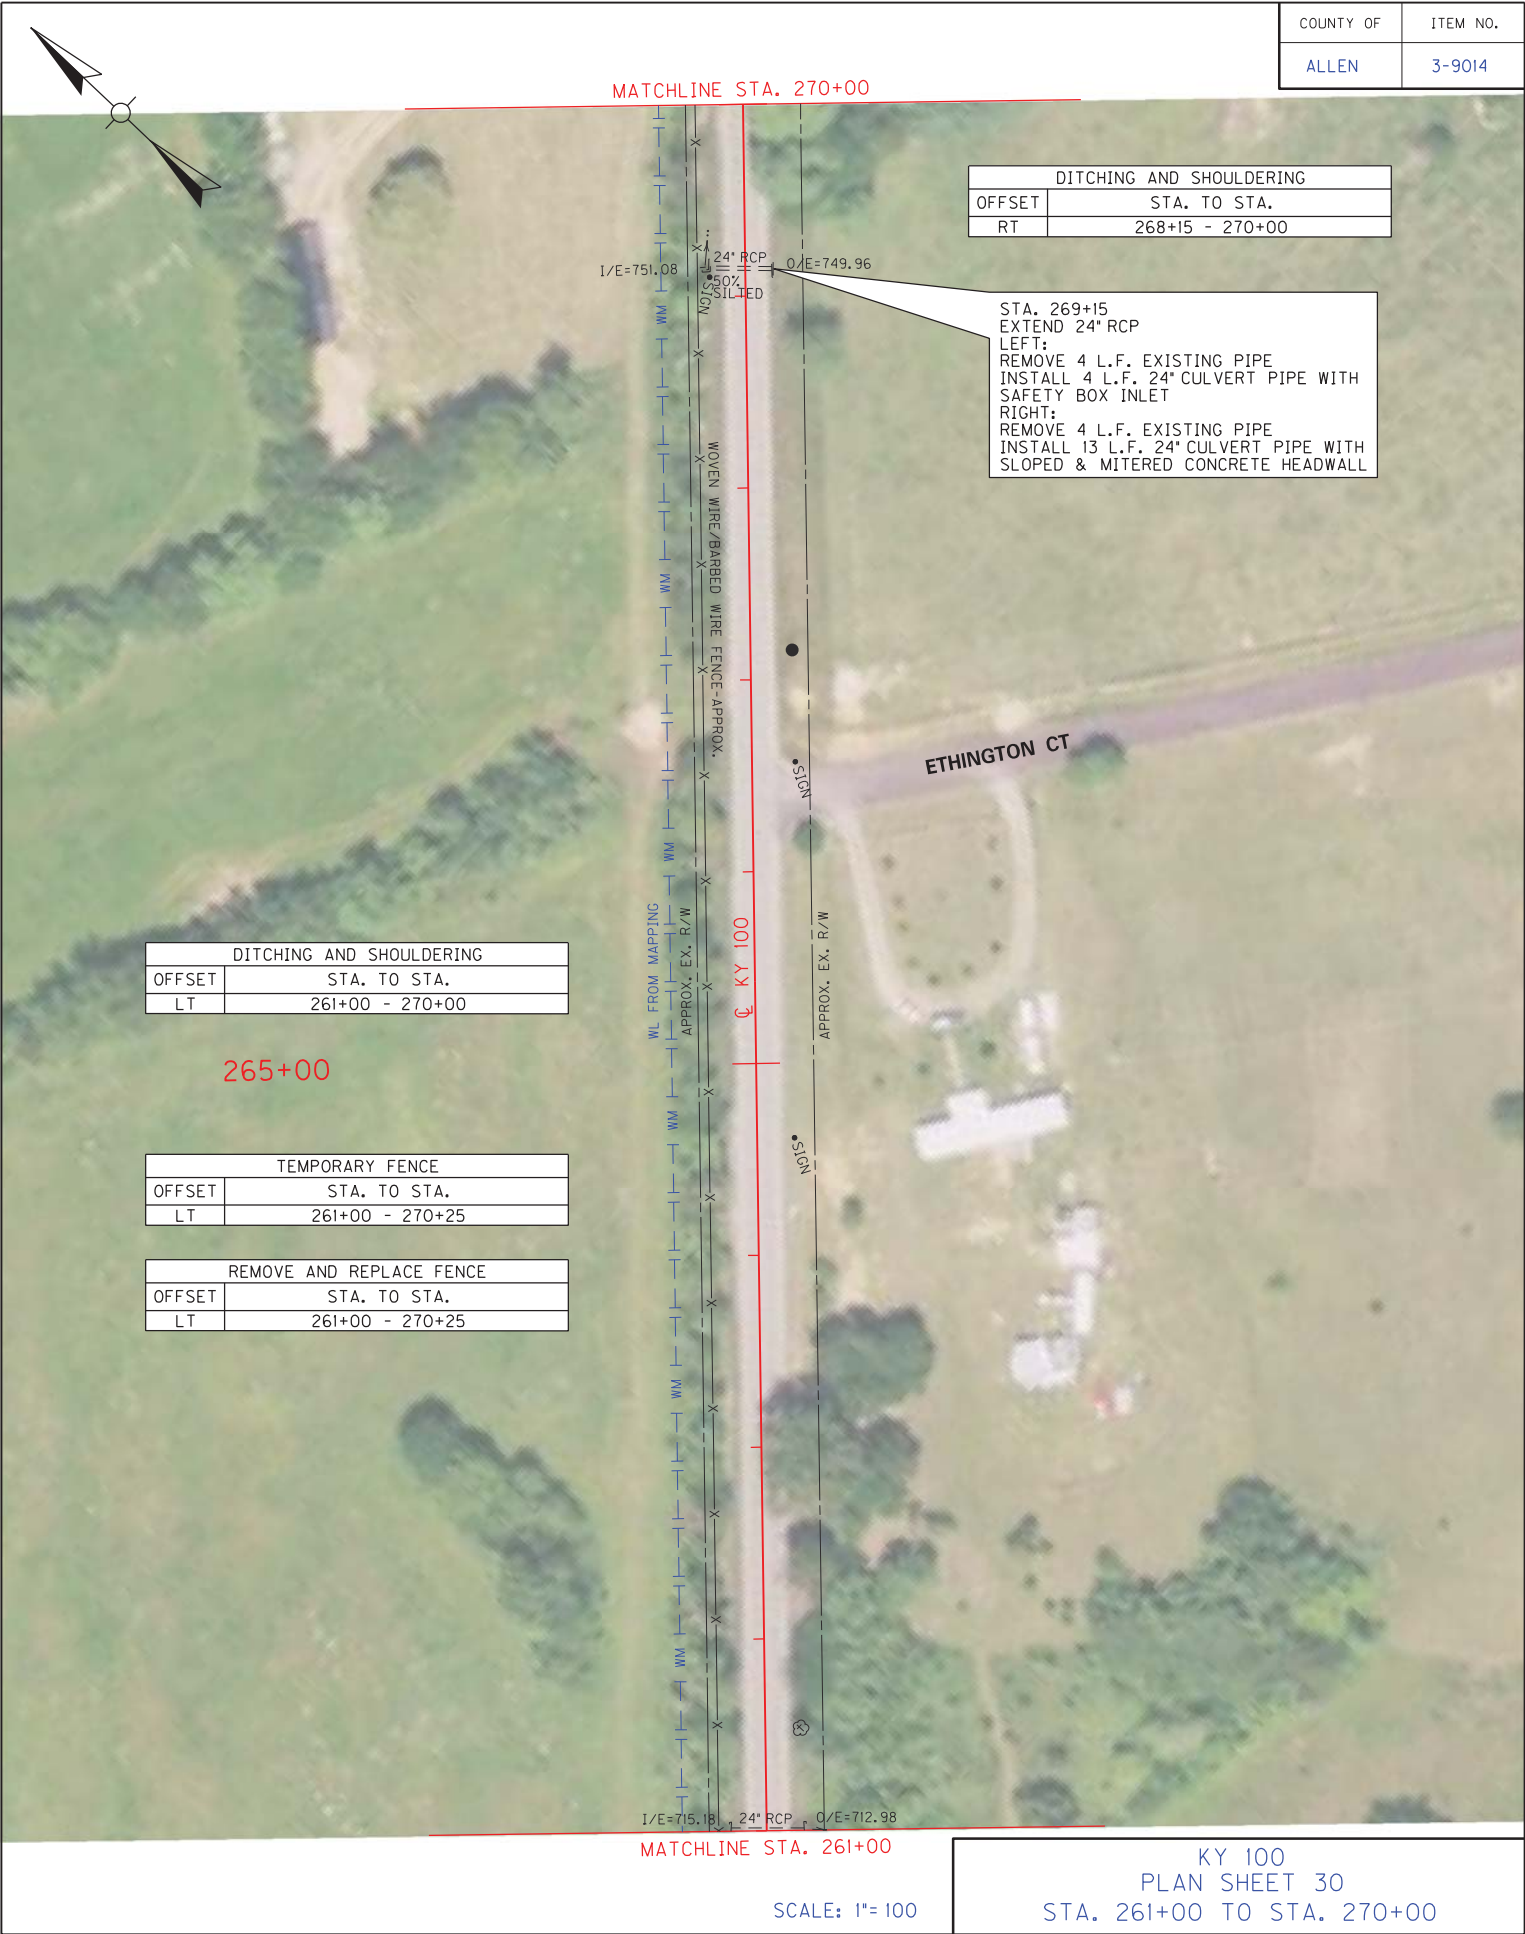 COUNTY OF
ITEM NO.
ALLEN
3-9014
MATCHLINE STA. 270+00
DITCHING AND SHOULDERING
OFFSET
STA. TO STA.
RT
268+15 - 270+00
I/E=751.08
24" RCP
O/E=749.96
50%
SILTED
SIGN
STA. 269+15
EXTEND 24" RCP
LEFT:
REMOVE 4 L.F. EXISTING PIPE
INSTALL 4 L.F. 24" CULVERT PIPE WITH
SAFETY BOX INLET
RIGHT:
REMOVE 4 L.F. EXISTING PIPE
INSTALL 13 L.F. 24" CULVERT PIPE WITH
SLOPED & MITERED CONCRETE HEADWALL
WM
X
X
X
WOVEN WIRE/BARBED WIRE FENCE-APPROX.
X
WM
X
X
ETHINGTON CT
SIGN
X
WM
X
WL FROM MAPPING
APPROX. EX. R/W
℄ KY 100
APPROX. EX. R/W
X
DITCHING AND SHOULDERING
OFFSET
STA. TO STA.
LT
261+00 - 270+00
265+00
X
WM
SIGN
TEMPORARY FENCE
OFFSET
STA. TO STA.
LT
261+00 - 270+25
X
REMOVE AND REPLACE FENCE
OFFSET
STA. TO STA.
LT
261+00 - 270+25
X
WM
X
X
X
WM
X
X
I/E=715.18
24" RCP
O/E=712.98
MATCHLINE STA. 261+00
SCALE: 1"= 100
KY 100
PLAN SHEET 30
STA. 261+00 TO STA. 270+00